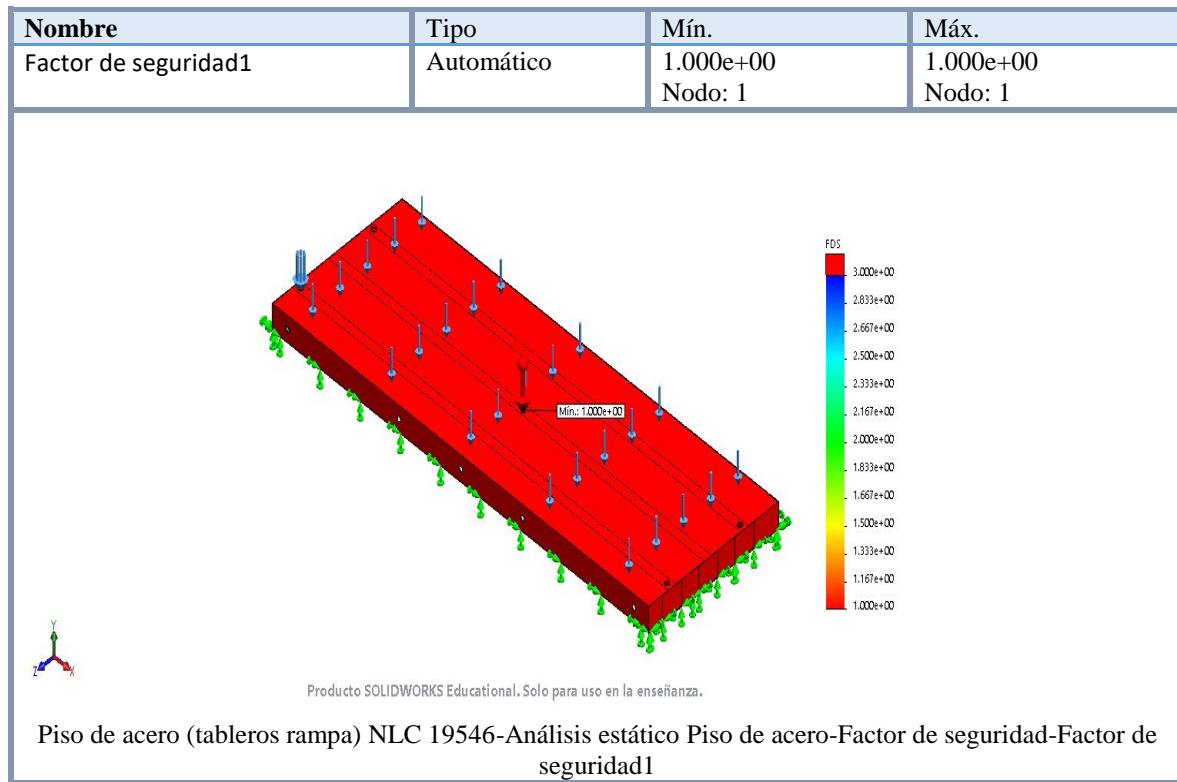 Nombre Tipo Mín. Máx.
Factor de seguridad1 Automático 1.000e+00 1.000e+00
Nodo: 1 Nodo: 1
FDS
3.000e+00
2.833e+00
2.667e+00
2.500e+00
2.333e+00
2.167e+00
2.000e+00
1.833e+00
1.667e+00
1.500e+00
1.333e+00
1.167e+00
1.000e+00
Mín.: 1.000e+00
Y
Z X
Producto SOLIDWORKS Educational. Solo para uso en la enseñanza.
Piso de acero (tableros rampa) NLC 19546-Análisis estático Piso de acero-Factor de seguridad-Factor de
seguridad1